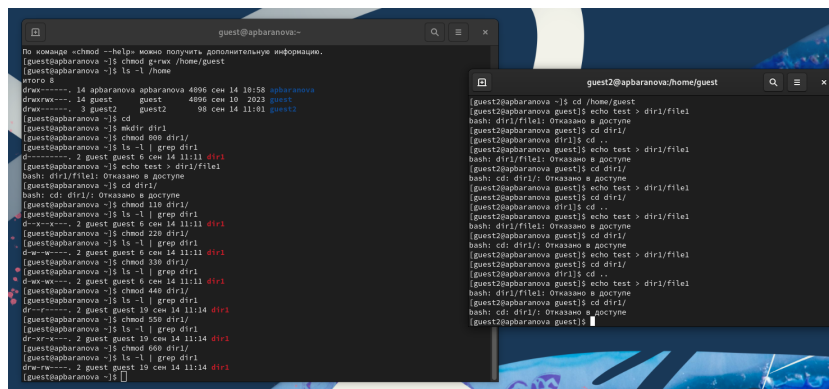 guest@apbaranova:~
По команде «chmod --help» можно получить дополнительную информацию.
[guest@apbaranova ~]$ chmod g+rwx /home/guest
[guest@apbaranova ~]$ ls -l /home
итого 8
drwx------. 14 apbaranova apbaranova 4096 сен 14 10:58 apbaranova
drwxrwx---. 14 guest      guest      4096 сен 10  2023 guest
drwx------.  3 guest2     guest2       98 сен 14 11:01 guest2
[guest@apbaranova ~]$ cd
[guest@apbaranova ~]$ mkdir dir1
[guest@apbaranova ~]$ chmod 000 dir1/
[guest@apbaranova ~]$ ls -l | grep dir1
d---------. 2 guest guest 6 сен 14 11:11 dir1
[guest@apbaranova ~]$ echo test > dir1/file1
bash: dir1/file1: Отказано в доступе
[guest@apbaranova ~]$ cd dir1/
bash: cd: dir1/: Отказано в доступе
[guest@apbaranova ~]$ chmod 110 dir1/
[guest@apbaranova ~]$ ls -l | grep dir1
d--x--x---. 2 guest guest 6 сен 14 11:11 dir1
[guest@apbaranova ~]$ chmod 220 dir1/
[guest@apbaranova ~]$ ls -l | grep dir1
d-w--w----. 2 guest guest 6 сен 14 11:11 dir1
[guest@apbaranova ~]$ chmod 330 dir1/
[guest@apbaranova ~]$ ls -l | grep dir1
d-wx-wx---. 2 guest guest 6 сен 14 11:11 dir1
[guest@apbaranova ~]$ chmod 440 dir1/
[guest@apbaranova ~]$ ls -l | grep dir1
dr--r-----. 2 guest guest 19 сен 14 11:14 dir1
[guest@apbaranova ~]$ chmod 550 dir1/
[guest@apbaranova ~]$ ls -l | grep dir1
dr-xr-x---. 2 guest guest 19 сен 14 11:14 dir1
[guest@apbaranova ~]$ chmod 660 dir1/
[guest@apbaranova ~]$ ls -l | grep dir1
drw-rw----. 2 guest guest 19 сен 14 11:14 dir1
[guest@apbaranova ~]$
guest2@apbaranova:/home/guest
[guest2@apbaranova ~]$ cd /home/guest
[guest2@apbaranova guest]$ echo test > dir1/file1
bash: dir1/file1: Отказано в доступе
[guest2@apbaranova guest]$ cd dir1/
[guest2@apbaranova dir1]$ cd ..
[guest2@apbaranova guest]$ echo test > dir1/file1
bash: dir1/file1: Отказано в доступе
[guest2@apbaranova guest]$ cd dir1/
bash: cd: dir1/: Отказано в доступе
[guest2@apbaranova guest]$ echo test > dir1/file1
[guest2@apbaranova guest]$ cd dir1/
[guest2@apbaranova dir1]$ cd ..
[guest2@apbaranova guest]$ echo test > dir1/file1
bash: dir1/file1: Отказано в доступе
[guest2@apbaranova guest]$ cd dir1/
bash: cd: dir1/: Отказано в доступе
[guest2@apbaranova guest]$ echo test > dir1/file1
[guest2@apbaranova guest]$ cd dir1/
[guest2@apbaranova dir1]$ cd ..
[guest2@apbaranova guest]$ echo test > dir1/file1
bash: dir1/file1: Отказано в доступе
[guest2@apbaranova guest]$ cd dir1/
bash: cd: dir1/: Отказано в доступе
[guest2@apbaranova guest]$